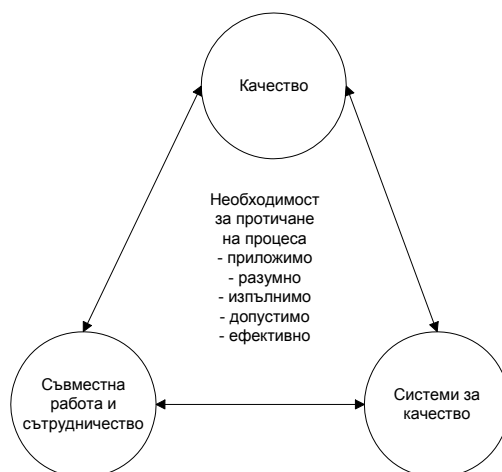 Качество
Необходимост
за протичане
на процеса
- приложимо
- разумно
- изпълнимо
- допустимо
- ефективно
Съвместна
работа и
сътрудничество
Системи за
качество